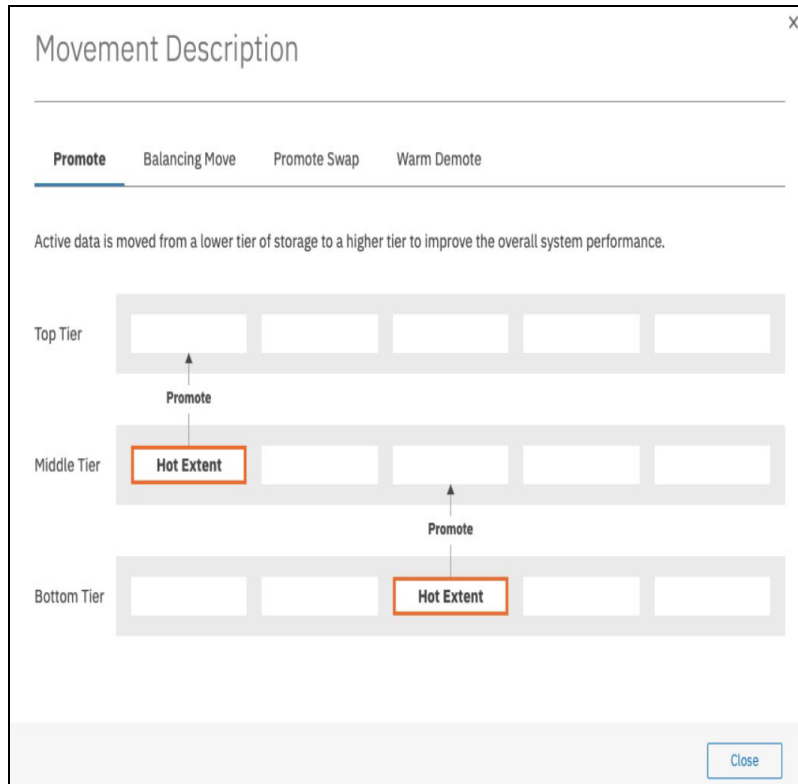 Movement Description
Promote Balancing Move Promote Swap Warm Demote
Active data is moved from a lower tier of storage to a higher tier to improve the overall system performance.
Top Tier
Promote
Middle Tier Hot Extent
Promote
Bottom Tier Hot Extent
Close